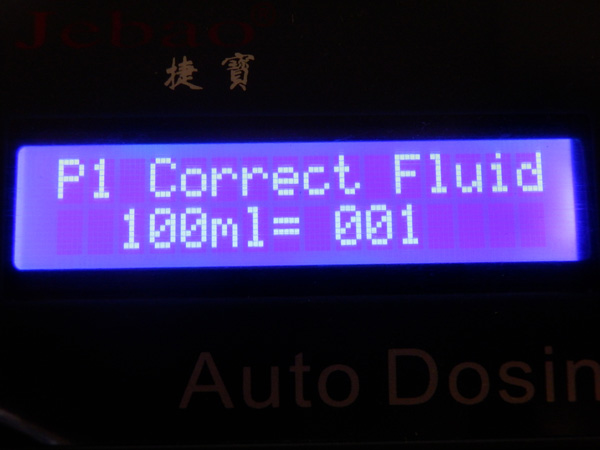 Jebao
捷寶
P1 Correct Fluid
100ml= 001
Auto Dosin